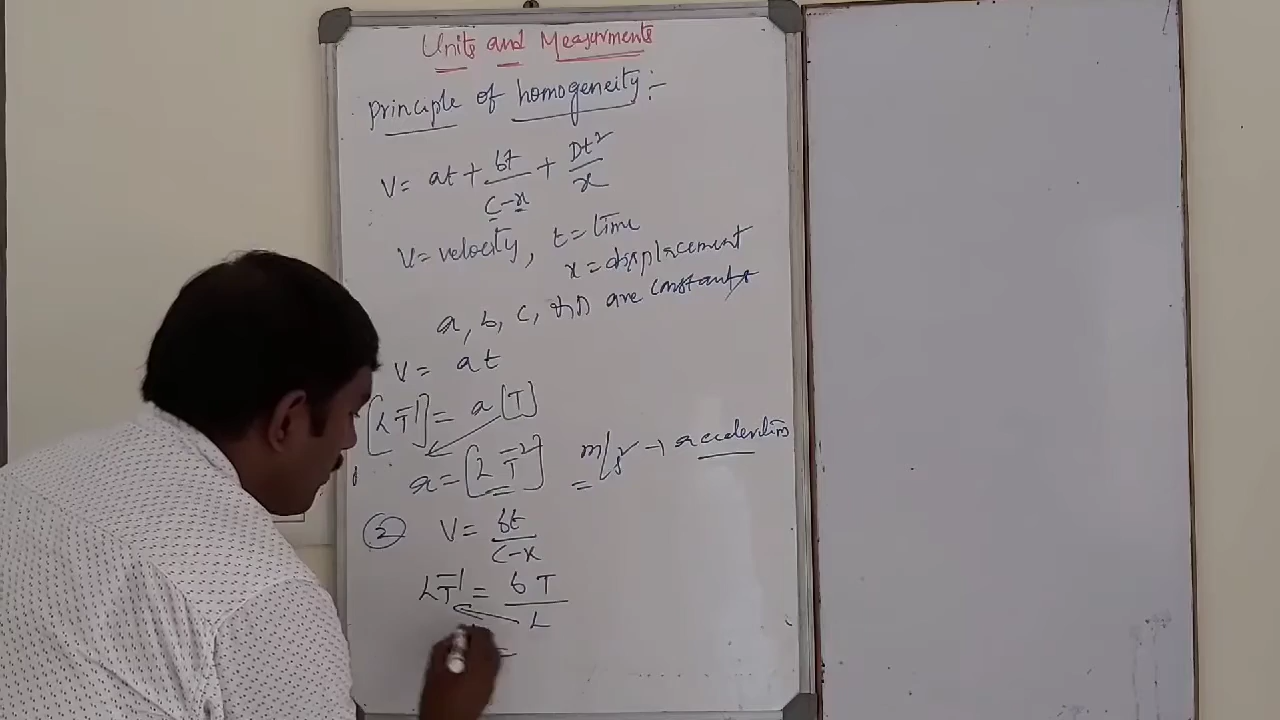 Units and Measurments
Principle of homogeneity :-
V = at + bt/(C-x) + Dt²/x
V = velocity, t = time
x = displacement
a, b, c, & D are constants
V = at
[LT⁻¹] = a[T]
a = [LT⁻²] m/s² → acceleration
② V = bt/(C-x)
LT⁻¹ = bT/L
=